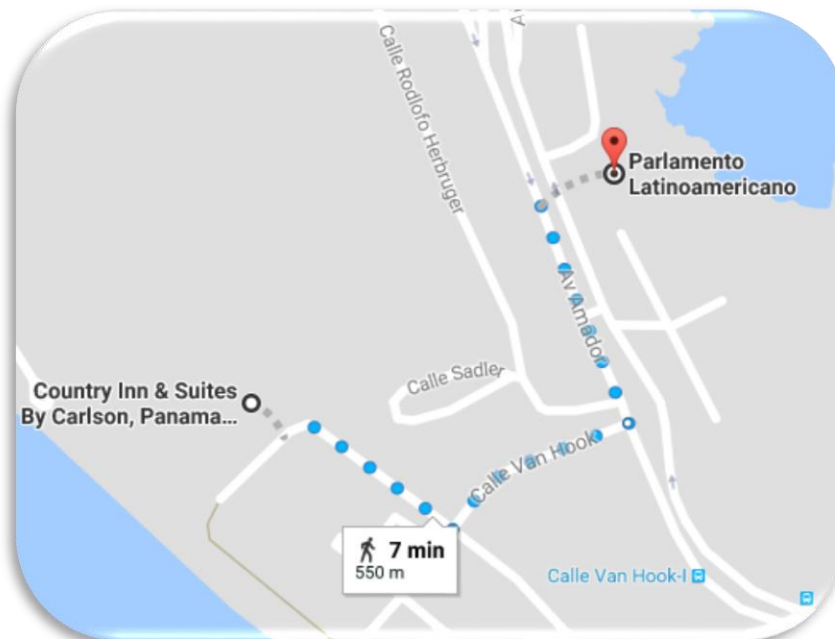 A
Calle Rodlofo Herbruger
Parlamento
Latinoamericano
Av Amador
Calle Sadler
Country Inn & Suites
By Carlson, Panama...
Calle Van Hook
7 min
550 m
Calle Van Hook-I